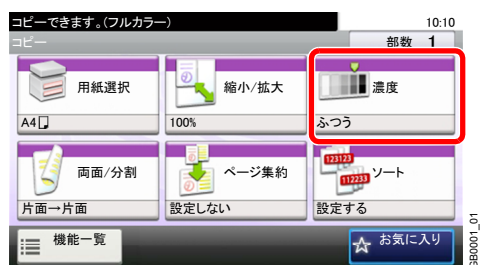 コピーできます。(フルカラー)
10:10
コピー
部数 1
用紙選択
A4
縮小/拡大
100%
濃度
ふつう
両面/分割
片面→片面
ページ集約
設定しない
123123
112233
ソート
設定する
機能一覧
お気に入り
GB0001_01